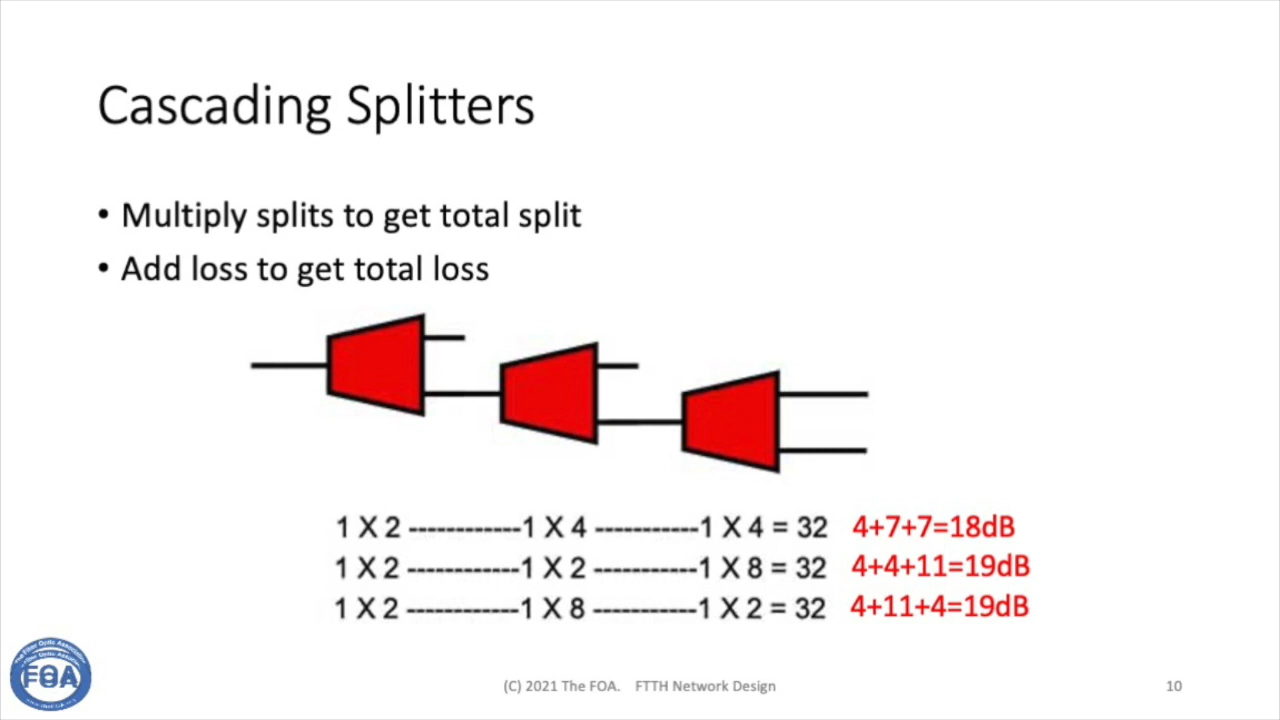 Cascading Splitters
• Multiply splits to get total split
• Add loss to get total loss
1 X 2 ------------1 X 4 -----------1 X 4 = 32 4+7+7=18dB
1 X 2 ------------1 X 2 -----------1 X 8 = 32 4+4+11=19dB
1 X 2 ------------1 X 8 -----------1 X 2 = 32 4+11+4=19dB
FOA
(C) 2021 The FOA. FTTH Network Design
10